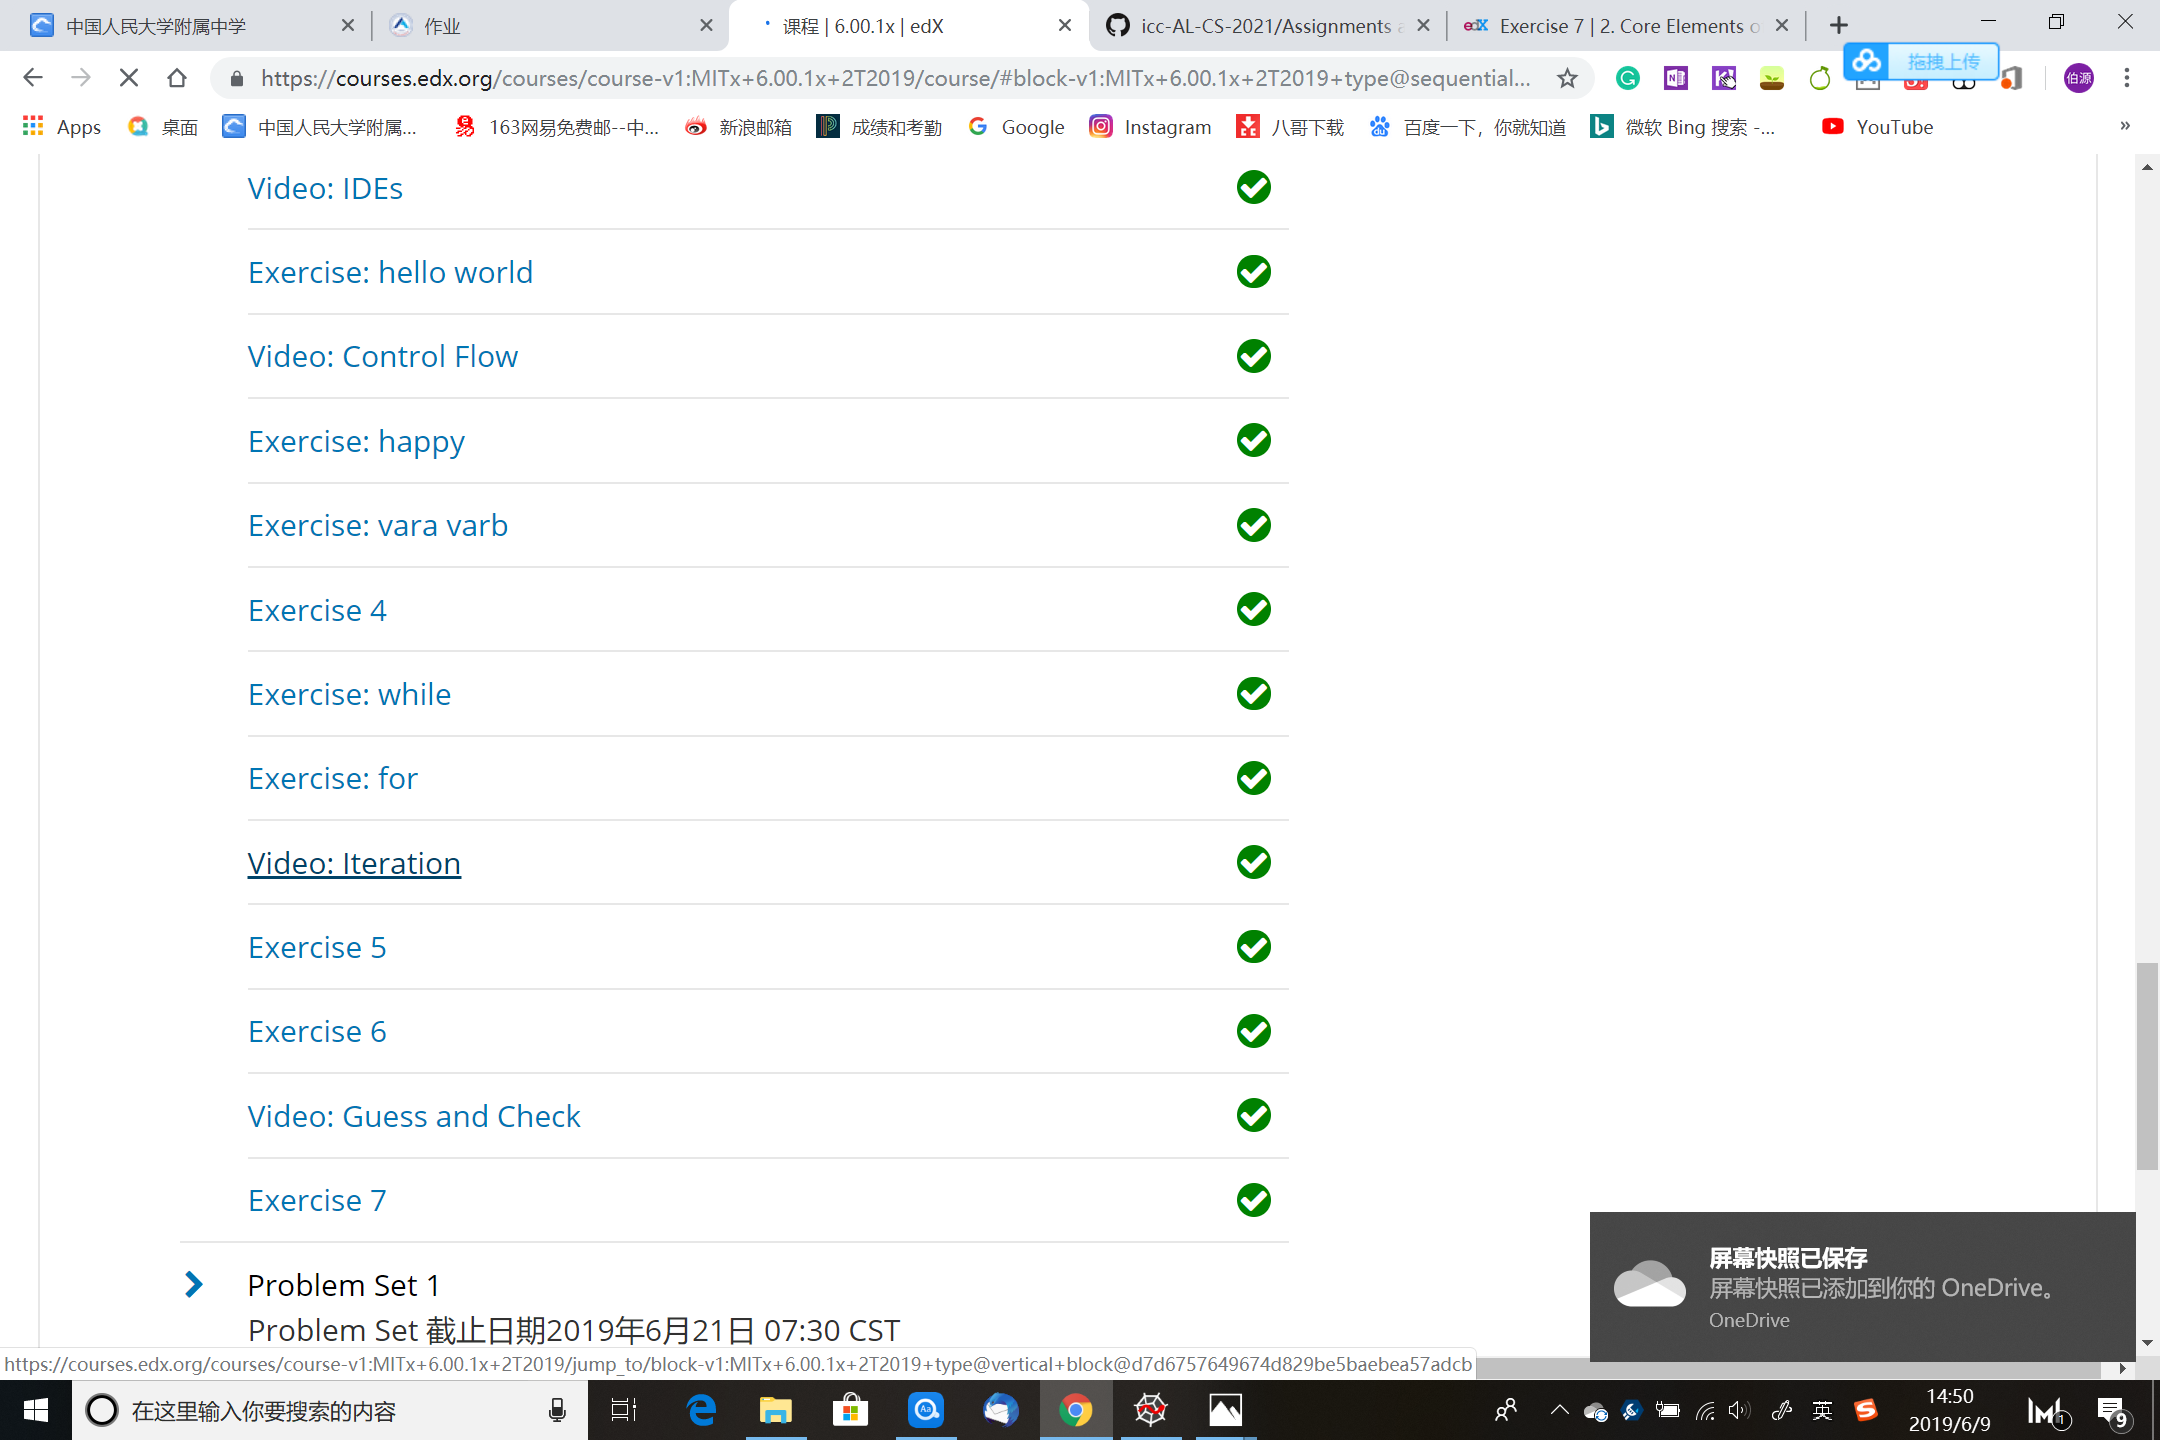 中国人民大学附属中学
作业
课程 | 6.00.1x | edX
icc-AL-CS-2021/Assignments a
edX Exercise 7 | 2. Core Elements o
拖拽上传
https://courses.edx.org/courses/course-v1:MITx+6.00.1x+2T2019/course/#block-v1:MITx+6.00.1x+2T2019+type@sequential...
伯源
Apps
桌面
中国人民大学附属...
163网易免费邮--中...
新浪邮箱
成绩和考勤
Google
Instagram
八哥下载
百度一下，你就知道
微软 Bing 搜索 -...
YouTube
»
Video: IDEs
Exercise: hello world
Video: Control Flow
Exercise: happy
Exercise: vara varb
Exercise 4
Exercise: while
Exercise: for
Video: Iteration
Exercise 5
Exercise 6
Video: Guess and Check
Exercise 7
Problem Set 1
Problem Set 截止日期2019年6月21日 07:30 CST
屏幕快照已保存
屏幕快照已添加到你的 OneDrive。
OneDrive
https://courses.edx.org/courses/course-v1:MITx+6.00.1x+2T2019/jump_to/block-v1:MITx+6.00.1x+2T2019+type@vertical+block@d7d6757649674d829be5baebea57adcb
在这里输入你要搜索的内容
英
14:50
2019/6/9
1
9